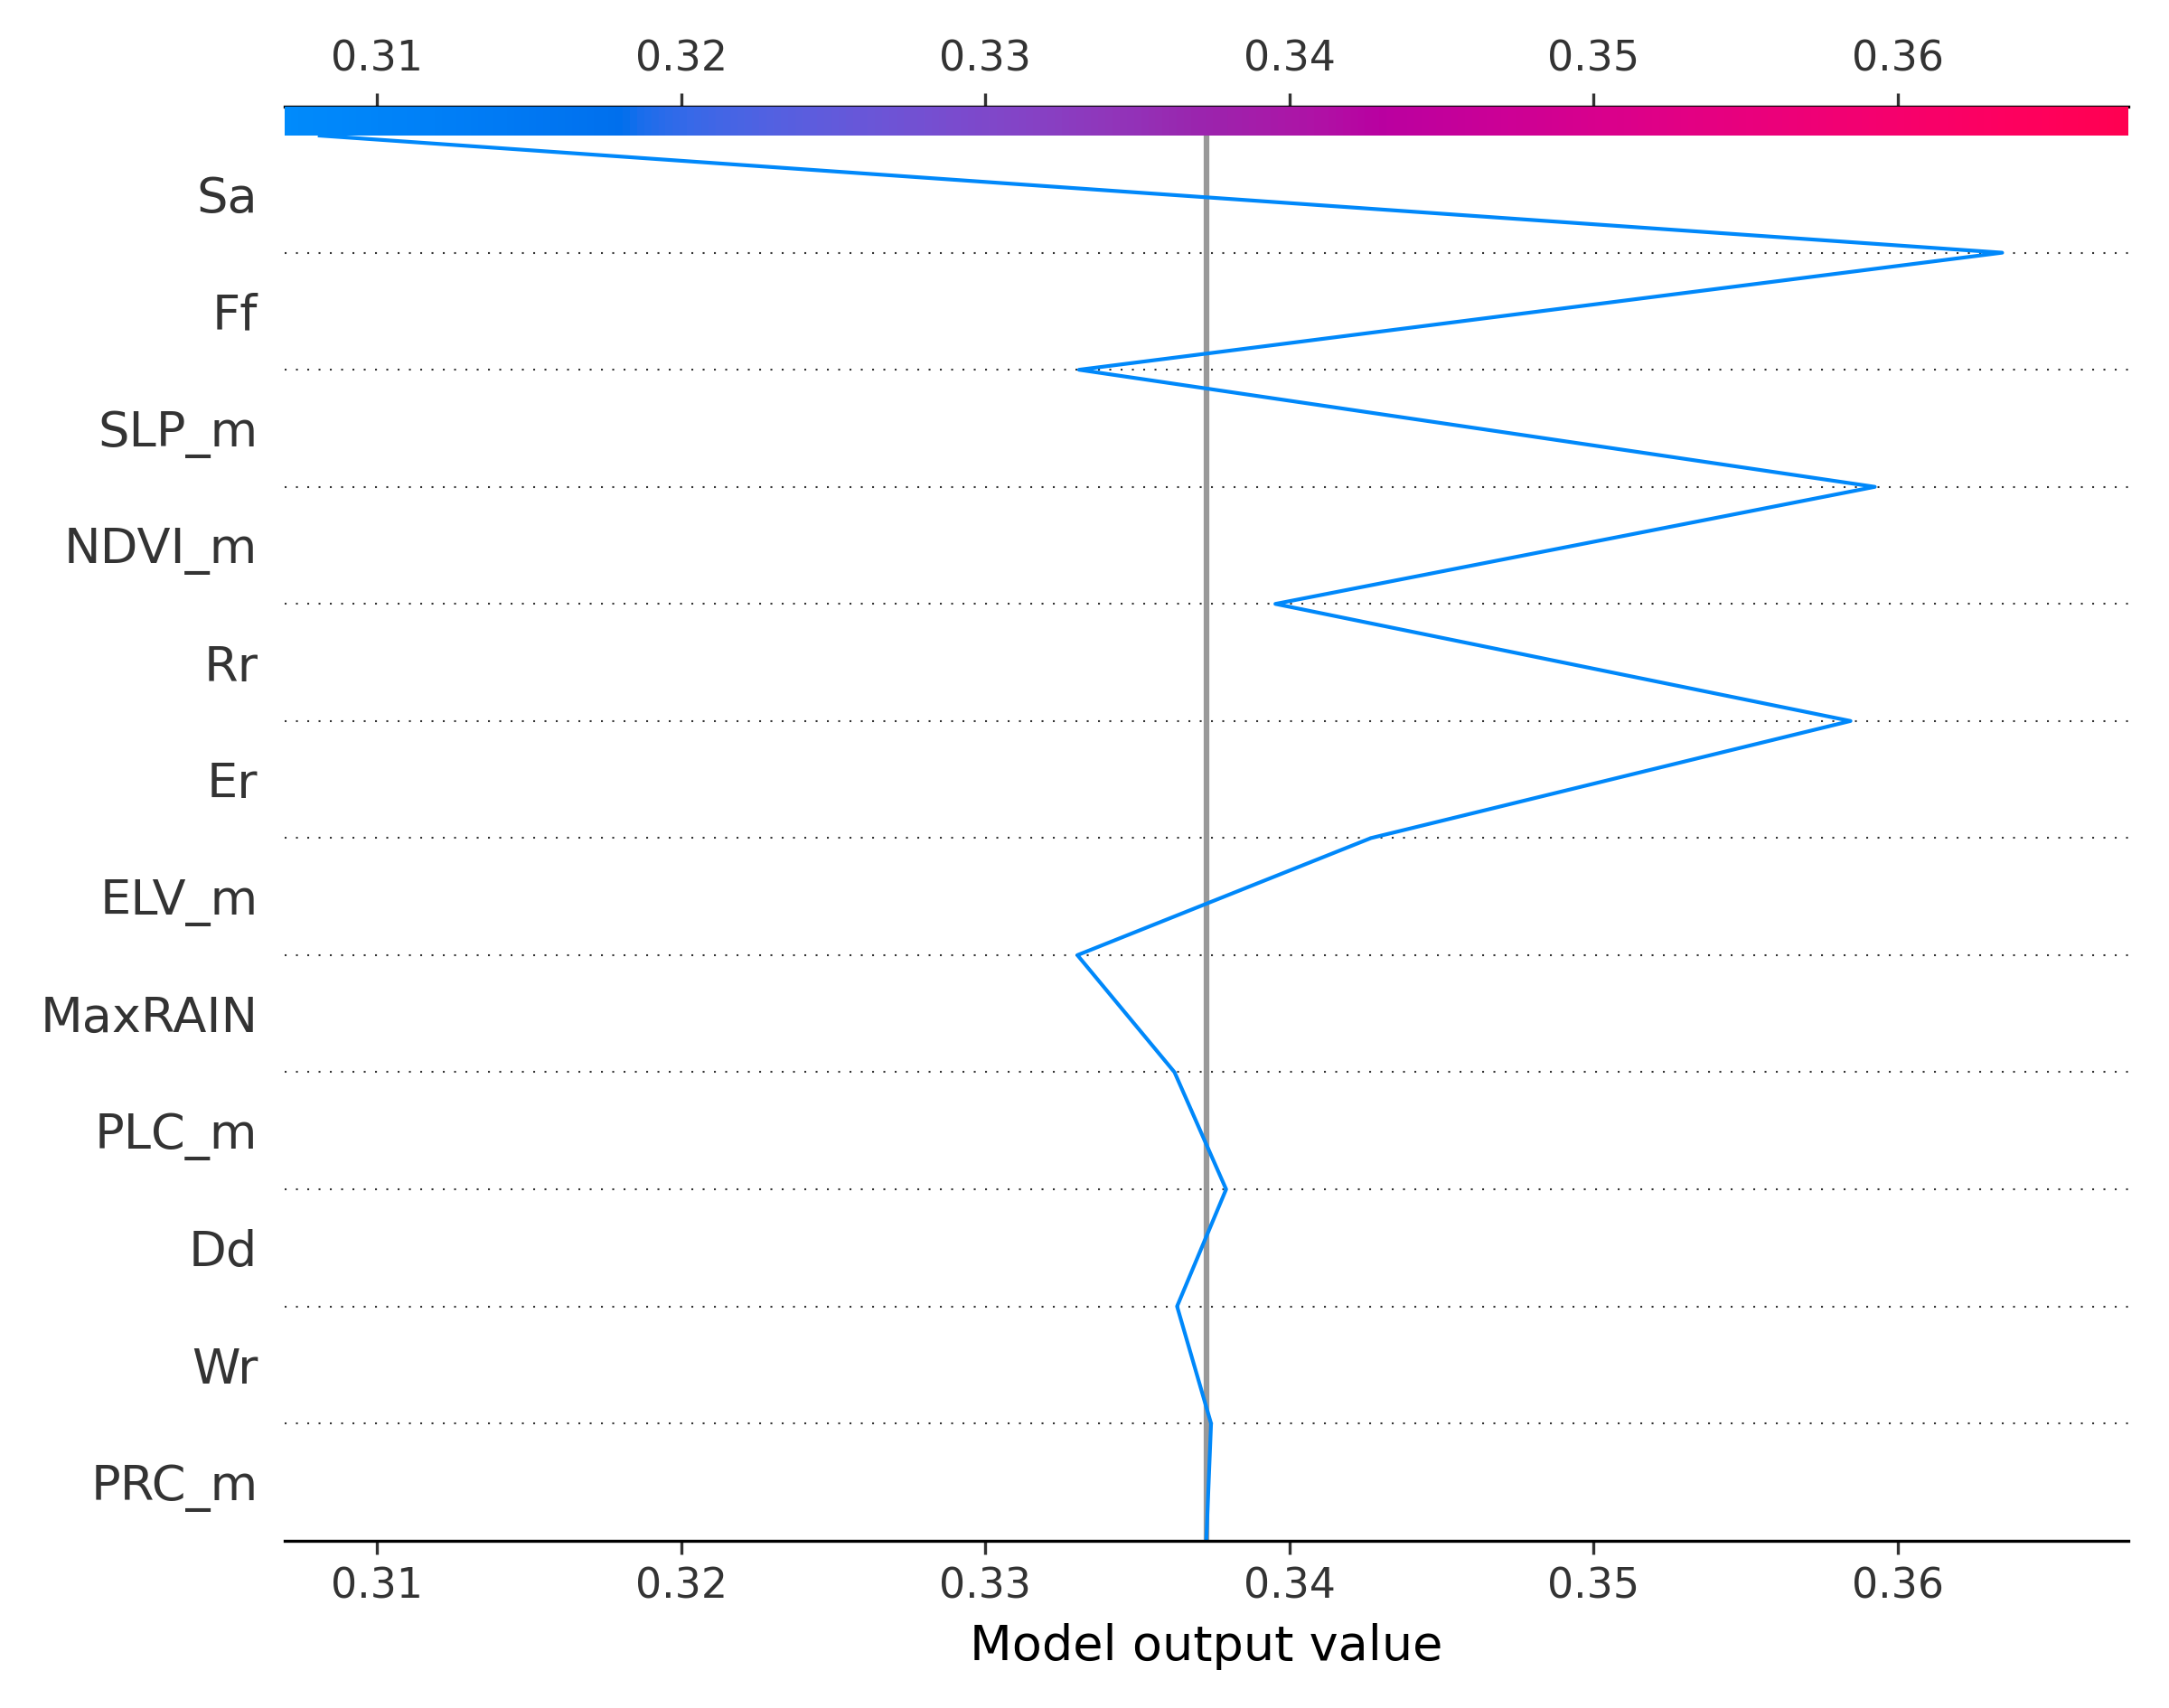 0.31 0.32 0.33 0.34 0.35 0.36
Sa
Ff
SLP_m
NDVI_m
Rr
Er
ELV_m
MaxRAIN
PLC_m
Dd
Wr
PRC_m
0.31 0.32 0.33 0.34 0.35 0.36
Model output value